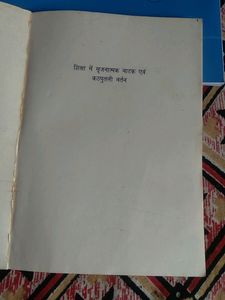 शिक्षा में सृजनात्मक नाटक एवं
कठपुतली नर्तन